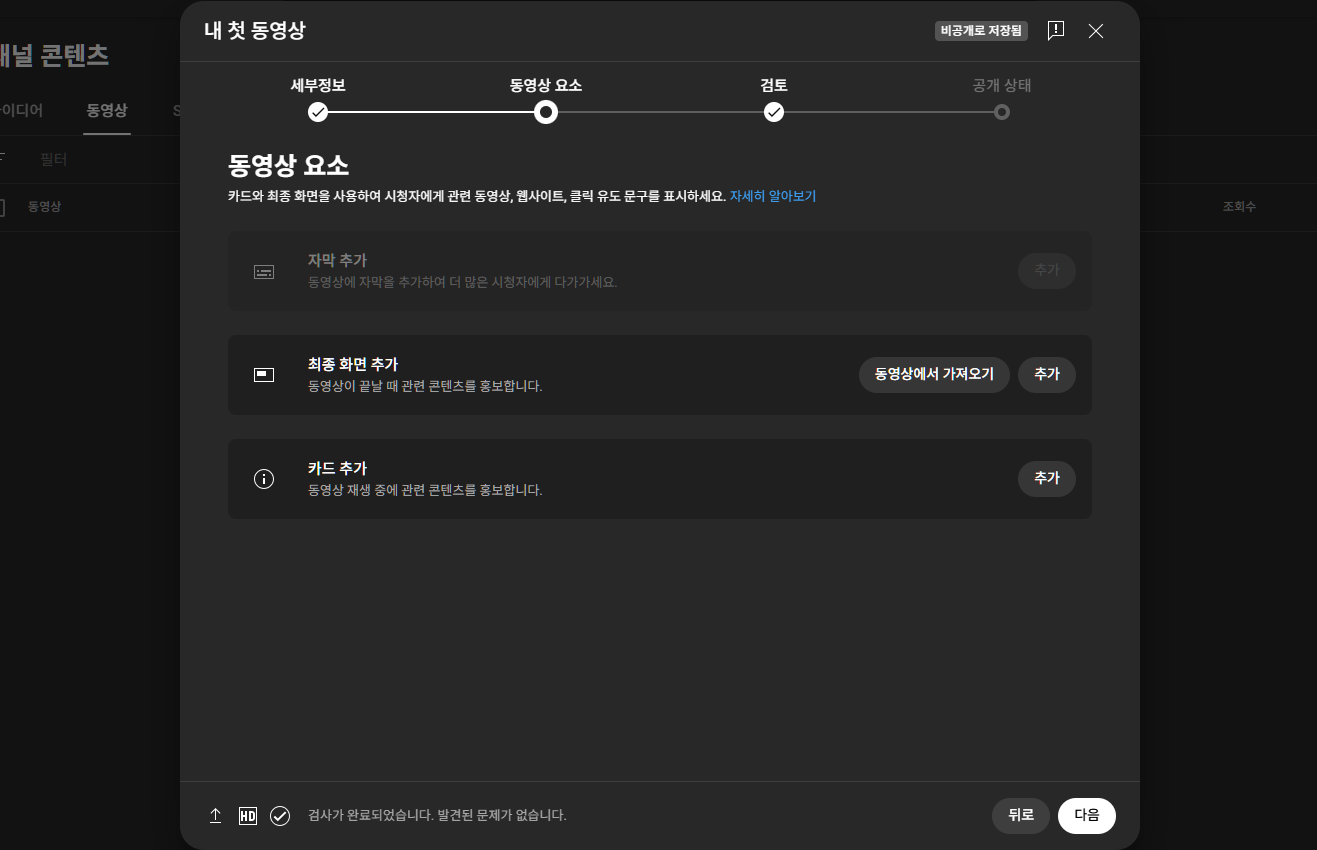 내 첫 동영상
비공개로 저장됨
채널 콘텐츠
동영상
필터
동영상
조회수
세부정보
동영상 요소
검토
공개 상태
동영상 요소
카드와 최종 화면을 사용하여 시청자에게 관련 동영상, 웹사이트, 클릭 유도 문구를 표시하세요. 자세히 알아보기
자막 추가
동영상에 자막을 추가하여 더 많은 시청자에게 다가가세요.
추가
최종 화면 추가
동영상이 끝날 때 관련 콘텐츠를 홍보합니다.
동영상에서 가져오기
추가
카드 추가
동영상 재생 중에 관련 콘텐츠를 홍보합니다.
추가
HD
검사가 완료되었습니다. 발견된 문제가 없습니다.
뒤로
다음